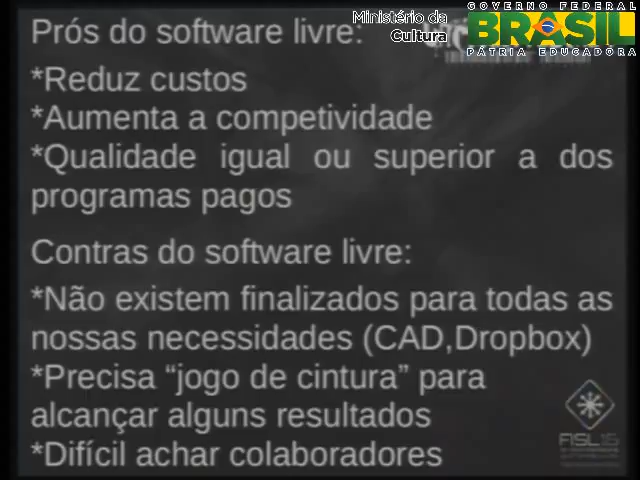 Ministério da
Cultura
GOVERNO FEDERAL
BRASIL
PÁTRIA EDUCADORA
Prós do software livre:
*Reduz custos
*Aumenta a competividade
*Qualidade igual ou superior a dos
programas pagos
Contras do software livre:
*Não existem finalizados para todas as
nossas necessidades (CAD,Dropbox)
*Precisa “jogo de cintura” para
alcançar alguns resultados
*Difícil achar colaboradores
FISL16